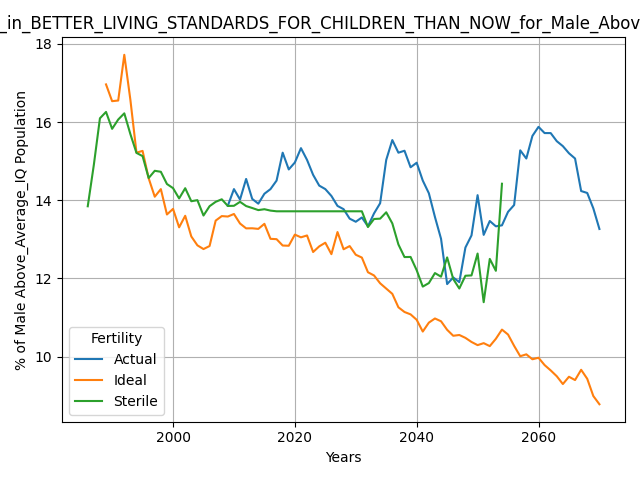 _in_BETTER_LIVING_STANDARDS_FOR_CHILDREN_THAN_NOW_for_Male_Abov
% of Male Above_Average_IQ Population
18
16
14
12
10
Fertility
Actual
Ideal
Sterile
2000
2020
2040
2060
Years